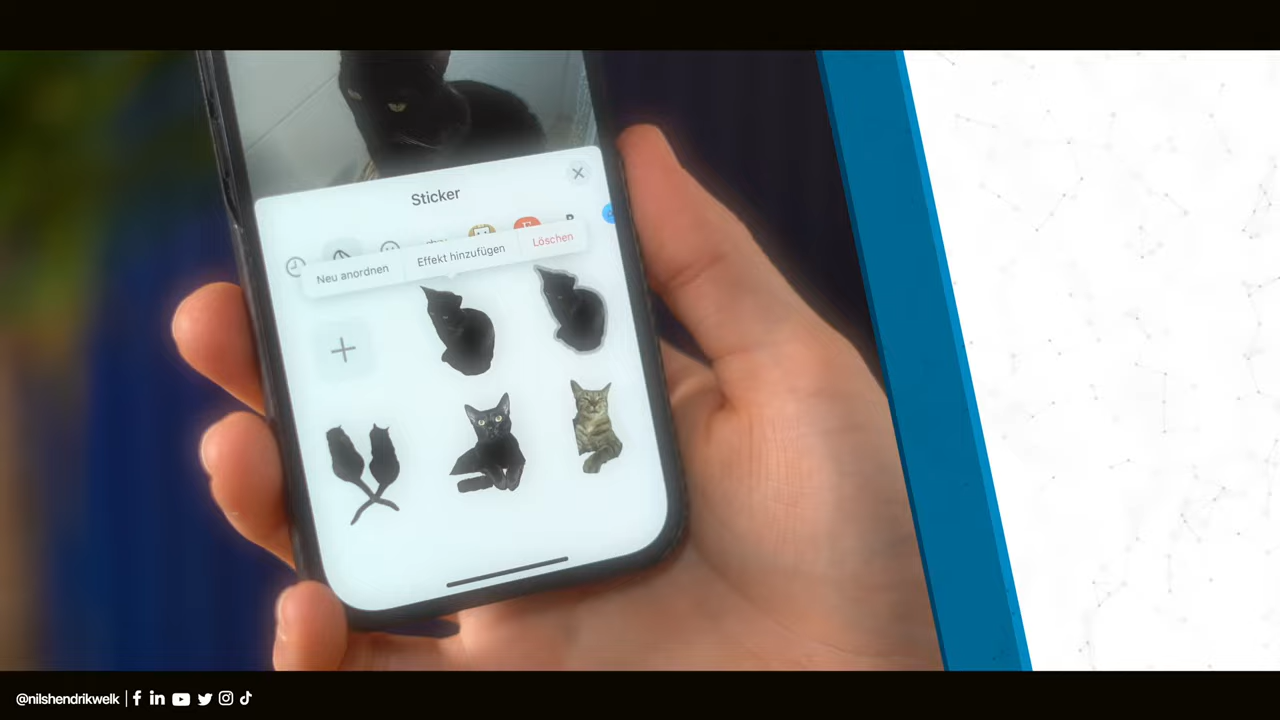 Sticker
Neu anordnen
Effekt hinzufügen
Löschen
@nilshendrikwelk